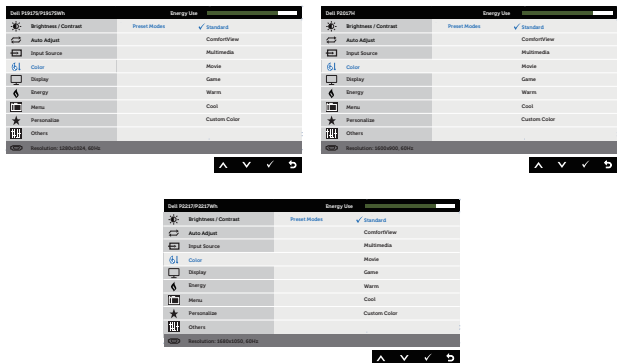 Dell P1917S/P1917SWh Energy Use
Brightness / Contrast Preset Modes ✓ Standard
Auto Adjust ComfortView
Input Source Multimedia
Color Movie
Display Game
Energy Warm
Menu Cool
Personalize Custom Color
Others
Resolution: 1280x1024, 60Hz
Dell P2017H Energy Use
Brightness / Contrast Preset Modes ✓ Standard
Auto Adjust ComfortView
Input Source Multimedia
Color Movie
Display Game
Energy Warm
Menu Cool
Personalize Custom Color
Others
Resolution: 1600x900, 60Hz
Dell P2217/P2217Wh Energy Use
Brightness / Contrast Preset Modes ✓ Standard
Auto Adjust ComfortView
Input Source Multimedia
Color Movie
Display Game
Energy Warm
Menu Cool
Personalize Custom Color
Others
Resolution: 1680x1050, 60Hz